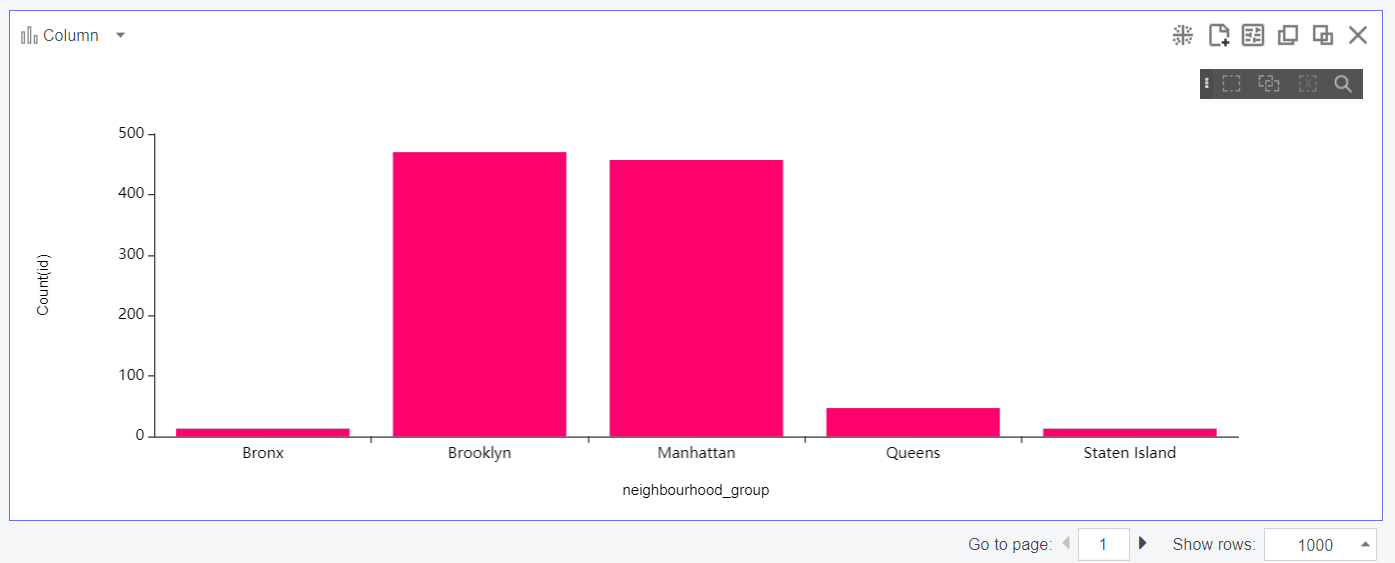 Column
500
400
300
200
100
0
Count(id)
Bronx Brooklyn Manhattan Queens Staten Island
neighbourhood_group
Go to page: 1 Show rows: 1000